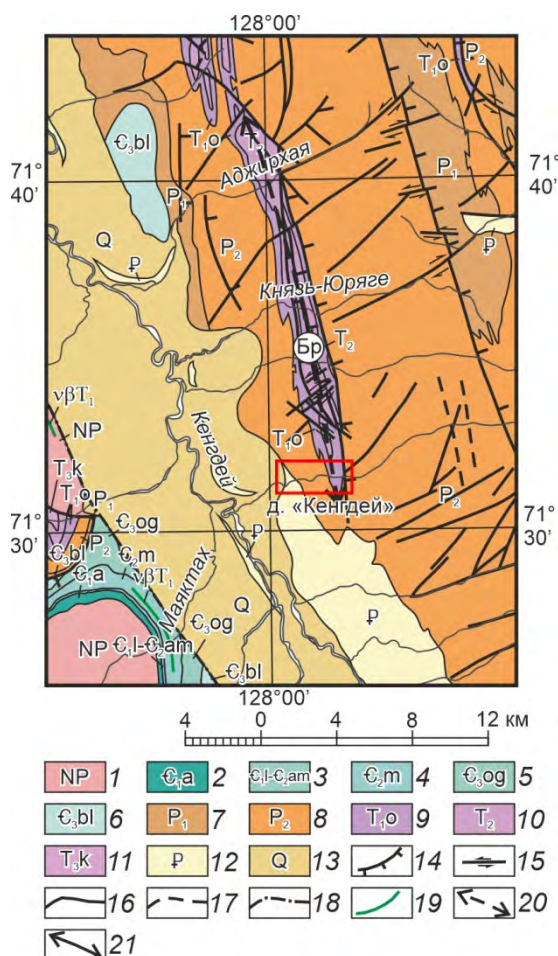 128°00'
Є₃bl
T₁o
T₂
Аджирхая
T₁o
P₂
P₁
71°
40'
71°
40'
P₁
Q
₽
P₂
₽
Князь-Юряге
Бр
T₂
νβT₁
NP
Кенгдей
T₁o
T₃k
T₁o
P₁
д. «Кенгдей»
P₂
71°
30'
71°
30'
Є₃og
₽
Є₃bl
P₂
Є₂m
Є₁a
νβT₁
Маяктах
Q
₽
Є₃og
NP
Є₁l-Є₂am
Є₃bl
128°00'
4 0 4 8 12 км
NP 1 Є₁a 2 Є₁l-Є₂am 3 Є₂m 4 Є₃og 5
Є₃bl 6 P₁ 7 P₂ 8 T₁o 9 T₂ 10
T₃k 11 ₽ 12 Q 13 14 15
16 17 18 19 20
21